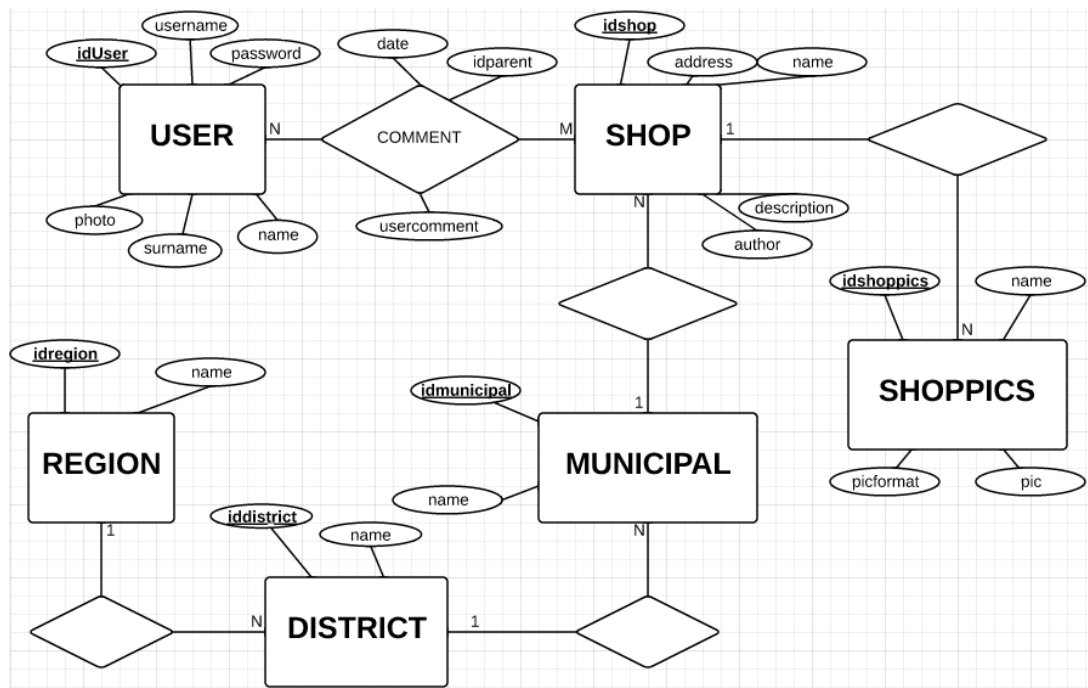 username
idUser
password
USER
photo
surname
name
N
date
idparent
COMMENT
usercomment
M
idshop
address
name
SHOP
1
N
description
author
idshoppics
name
N
SHOPPICS
picformat
pic
idregion
name
REGION
1
idmunicipal
1
MUNICIPAL
name
N
iddistrict
name
N
DISTRICT
1